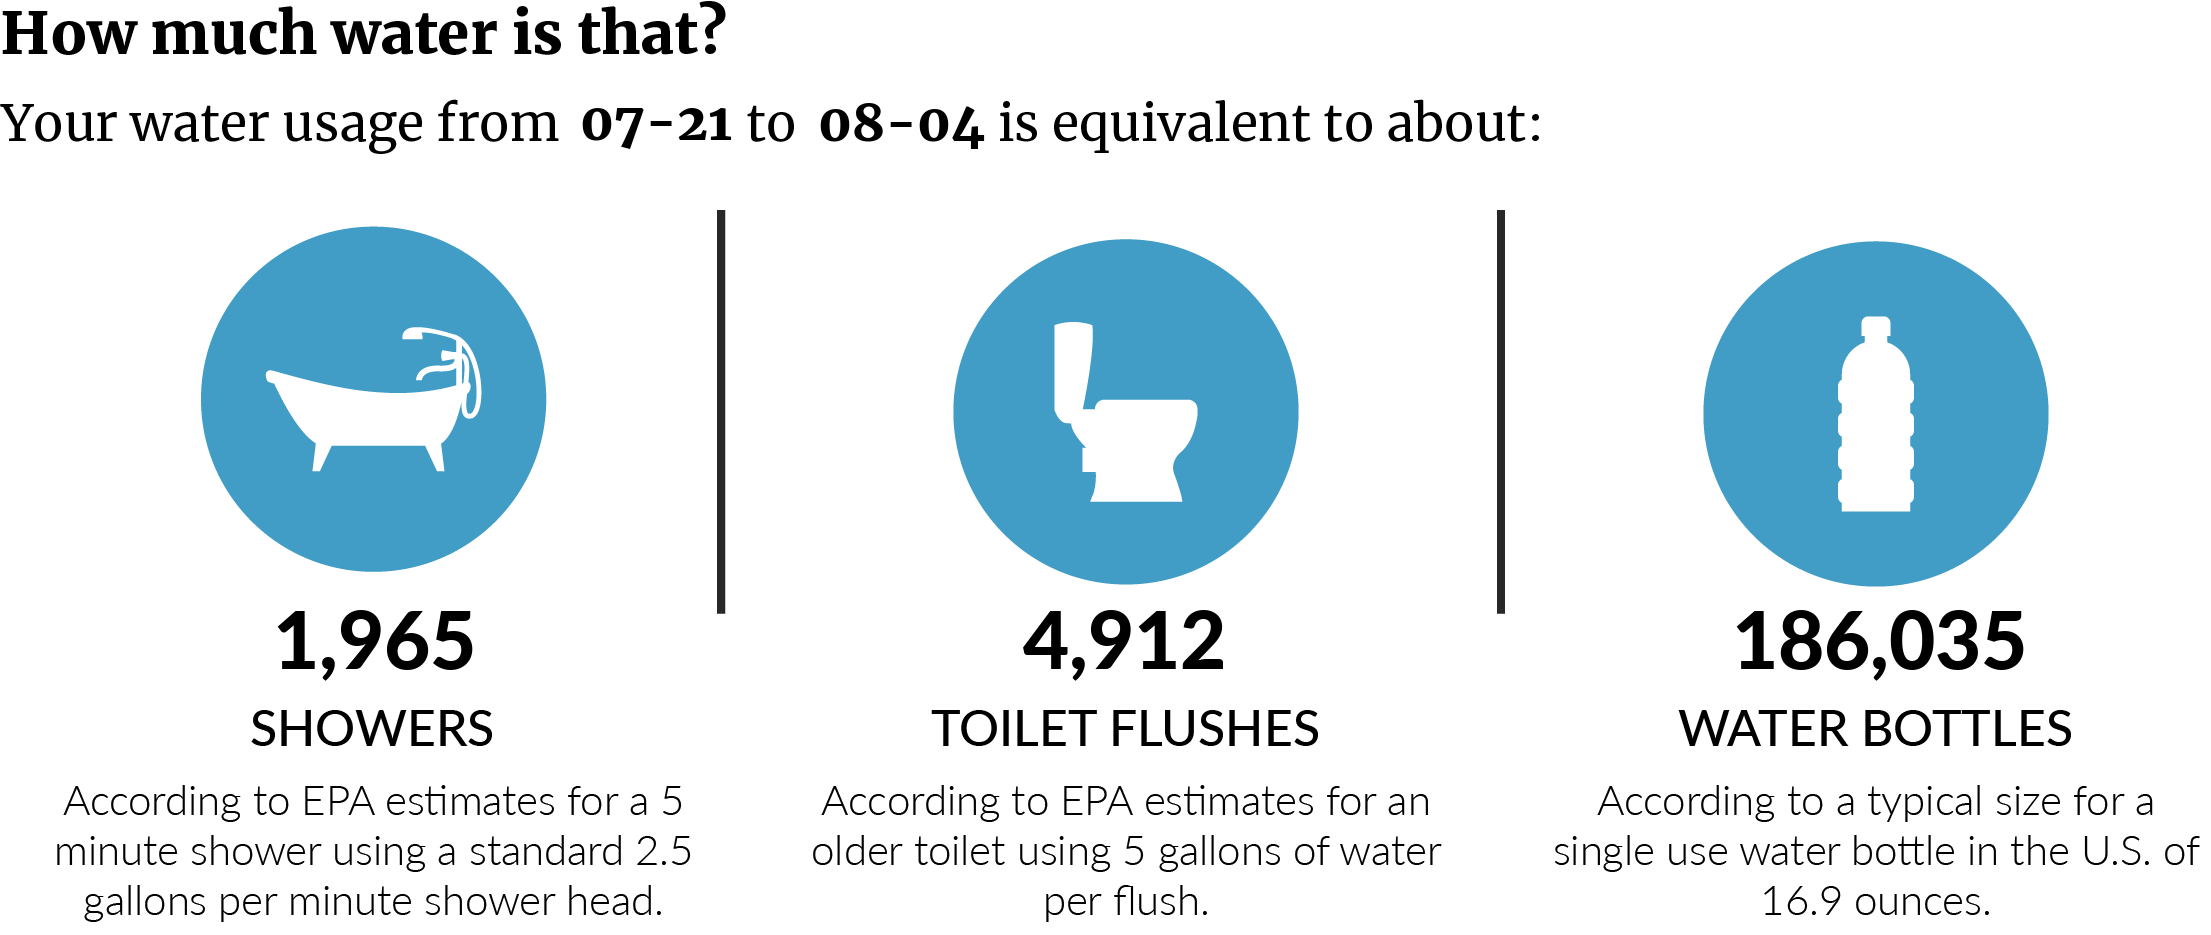 How much water is that?
Your water usage from 07-21 to 08-04 is equivalent to about:
1,965
SHOWERS
According to EPA estimates for a 5
minute shower using a standard 2.5
gallons per minute shower head.
4,912
TOILET FLUSHES
According to EPA estimates for an
older toilet using 5 gallons of water
per flush.
186,035
WATER BOTTLES
According to a typical size for a
single use water bottle in the U.S. of
16.9 ounces.